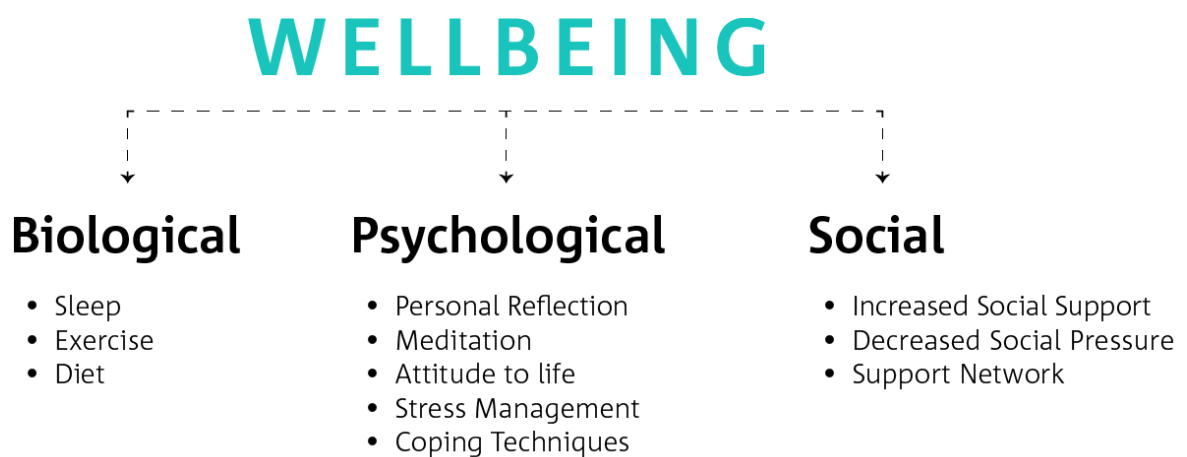 WELLBEING
Biological
• Sleep
• Exercise
• Diet
Psychological
• Personal Reflection
• Meditation
• Attitude to life
• Stress Management
• Coping Techniques
Social
• Increased Social Support
• Decreased Social Pressure
• Support Network